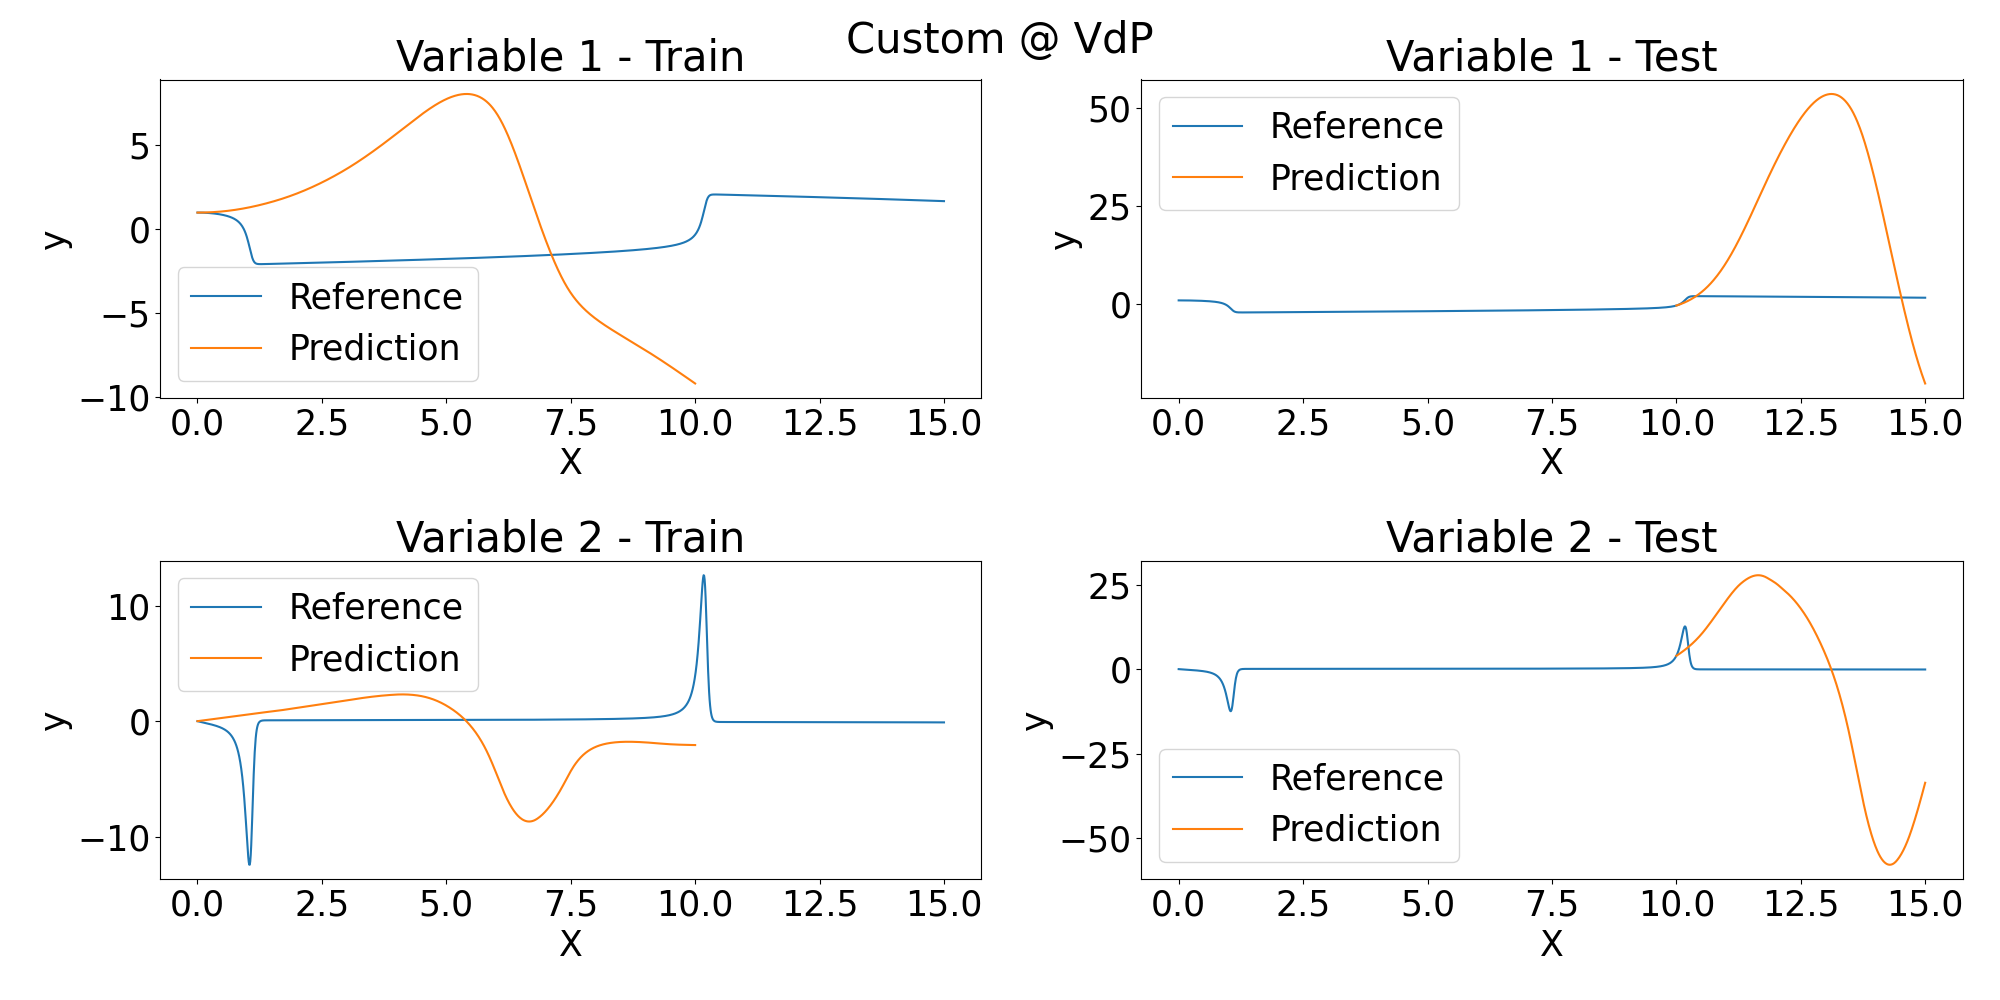 Custom @ VdP
Variable 1 - Train
5
0
−5
−10
y
Reference
Prediction
0.0 2.5 5.0 7.5 10.0 12.5 15.0
X
Variable 1 - Test
50
25
0
y
Reference
Prediction
0.0 2.5 5.0 7.5 10.0 12.5 15.0
X
Variable 2 - Train
10
0
−10
y
Reference
Prediction
0.0 2.5 5.0 7.5 10.0 12.5 15.0
X
Variable 2 - Test
25
0
−25
−50
y
Reference
Prediction
0.0 2.5 5.0 7.5 10.0 12.5 15.0
X